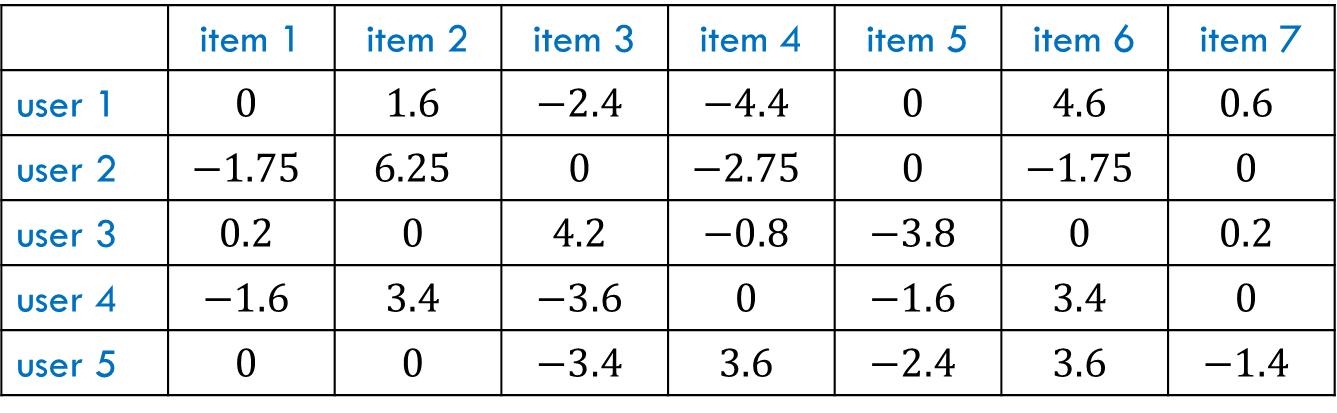 item 1 item 2 item 3 item 4 item 5 item 6 item 7
user 1 0 1.6 −2.4 −4.4 0 4.6 0.6
user 2 −1.75 6.25 0 −2.75 0 −1.75 0
user 3 0.2 0 4.2 −0.8 −3.8 0 0.2
user 4 −1.6 3.4 −3.6 0 −1.6 3.4 0
user 5 0 0 −3.4 3.6 −2.4 3.6 −1.4